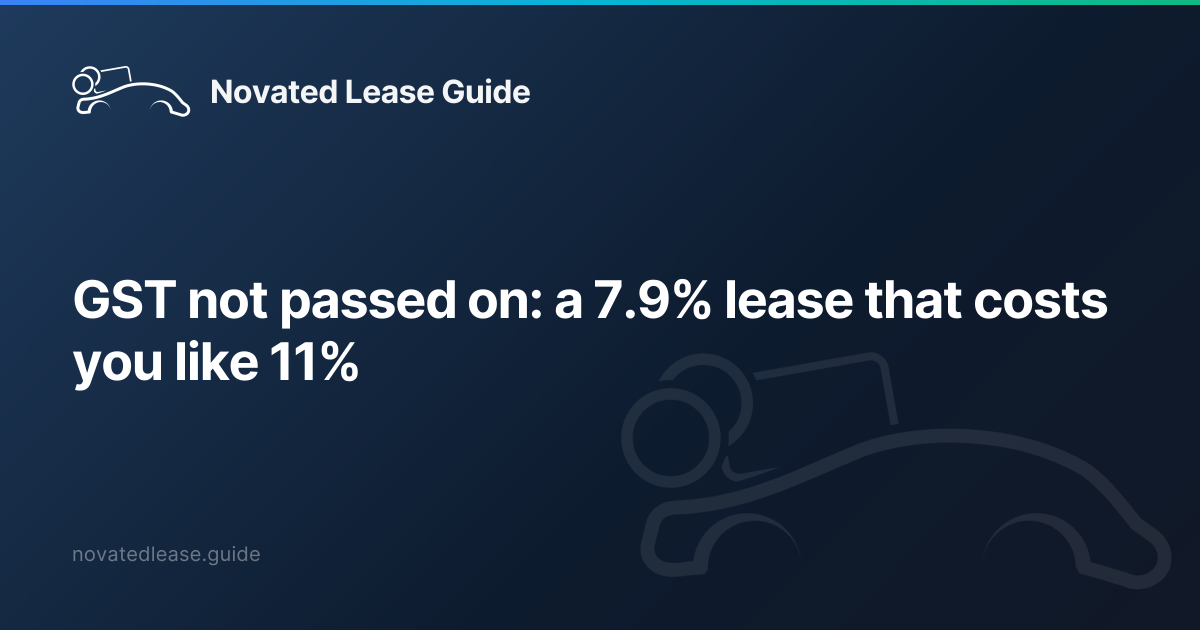 Novated Lease Guide
GST not passed on: a 7.9% lease that costs
you like 11%
novatedlease.guide